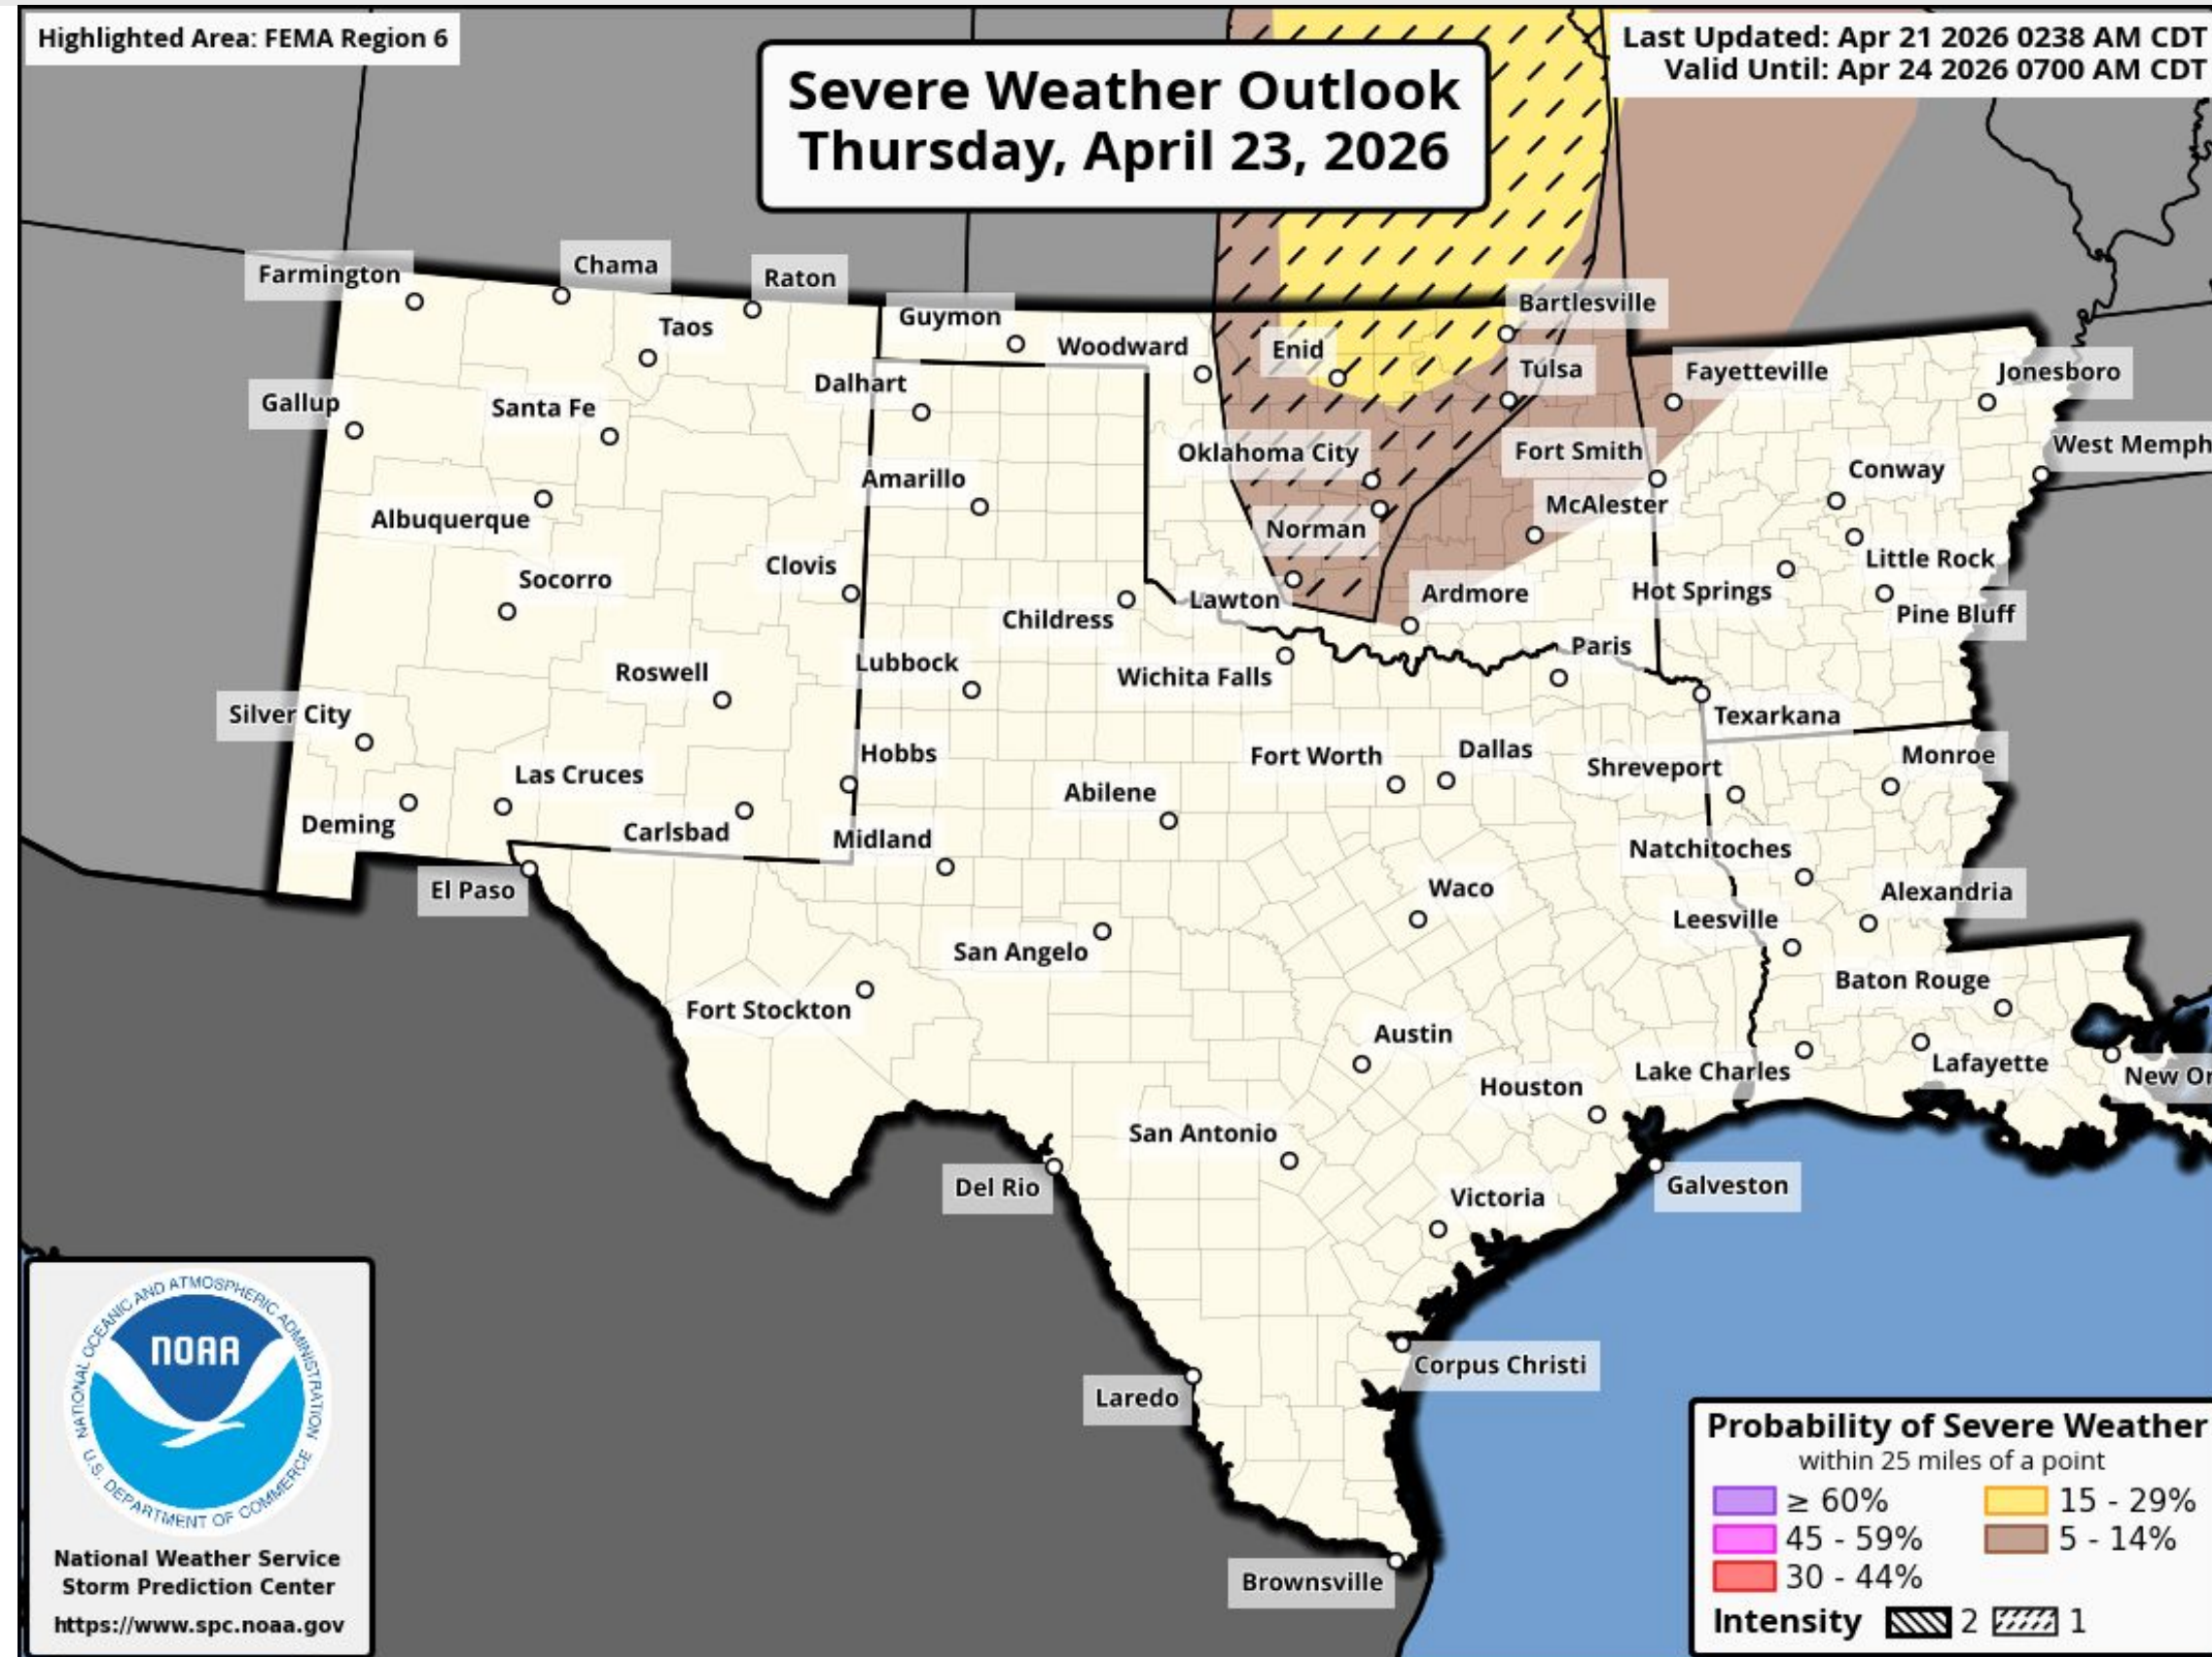 Highlighted Area: FEMA Region 6
Severe Weather Outlook
Thursday, April 23, 2026
Last Updated: Apr 21 2026 0238 AM CDT
Valid Until: Apr 24 2026 0700 AM CDT
Farmington
Chama
Raton
Taos
Guymon
Woodward
Enid
Bartlesville
Tulsa
Dalhart
Fayetteville
Jonesboro
Gallup
Santa Fe
Oklahoma City
Fort Smith
West Memph
Amarillo
Conway
Albuquerque
Norman
McAlester
Little Rock
Socorro
Clovis
Childress
Lawton
Ardmore
Hot Springs
Pine Bluff
Roswell
Lubbock
Wichita Falls
Paris
Silver City
Texarkana
Las Cruces
Hobbs
Fort Worth
Dallas
Shreveport
Monroe
Deming
Carlsbad
Abilene
Midland
Natchitoches
El Paso
Waco
Alexandria
Leesville
San Angelo
Baton Rouge
Fort Stockton
Austin
Houston
Lake Charles
Lafayette
New Or
San Antonio
Del Rio
Victoria
Galveston
Corpus Christi
Laredo
Brownsville
NATIONAL OCEANIC AND ATMOSPHERIC ADMINISTRATION
NOAA
U.S. DEPARTMENT OF COMMERCE
National Weather Service
Storm Prediction Center
https://www.spc.noaa.gov
Probability of Severe Weather
within 25 miles of a point
≥ 60%
15 - 29%
45 - 59%
5 - 14%
30 - 44%
Intensity 2 1